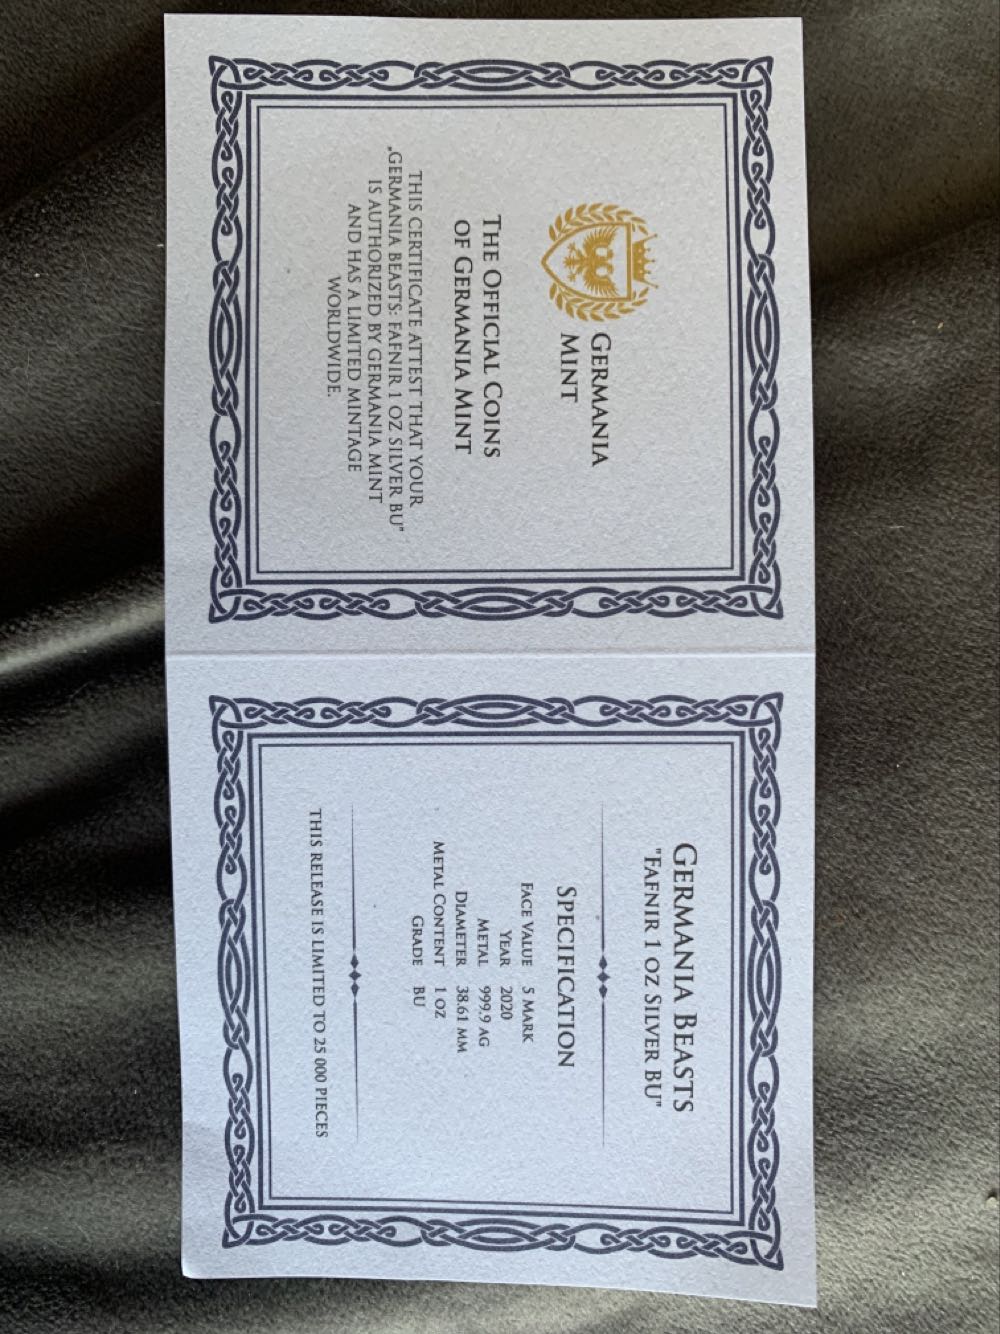 GERMANIA
MINT
THE OFFICIAL COINS
OF GERMANIA MINT
THIS CERTIFICATE ATTEST THAT YOUR
„GERMANIA BEASTS: FAFNIR 1 OZ SILVER BU"
IS AUTHORIZED BY GERMANIA MINT
AND HAS A LIMITED MINTAGE
WORLDWIDE.
GERMANIA BEASTS
"FAFNIR 1 OZ SILVER BU"
SPECIFICATION
FACE VALUE 5 MARK
YEAR 2020
METAL 999.9 AG
DIAMETER 38.61 MM
METAL CONTENT 1 OZ
GRADE BU
THIS RELEASE IS LIMITED TO 25 000 PIECES